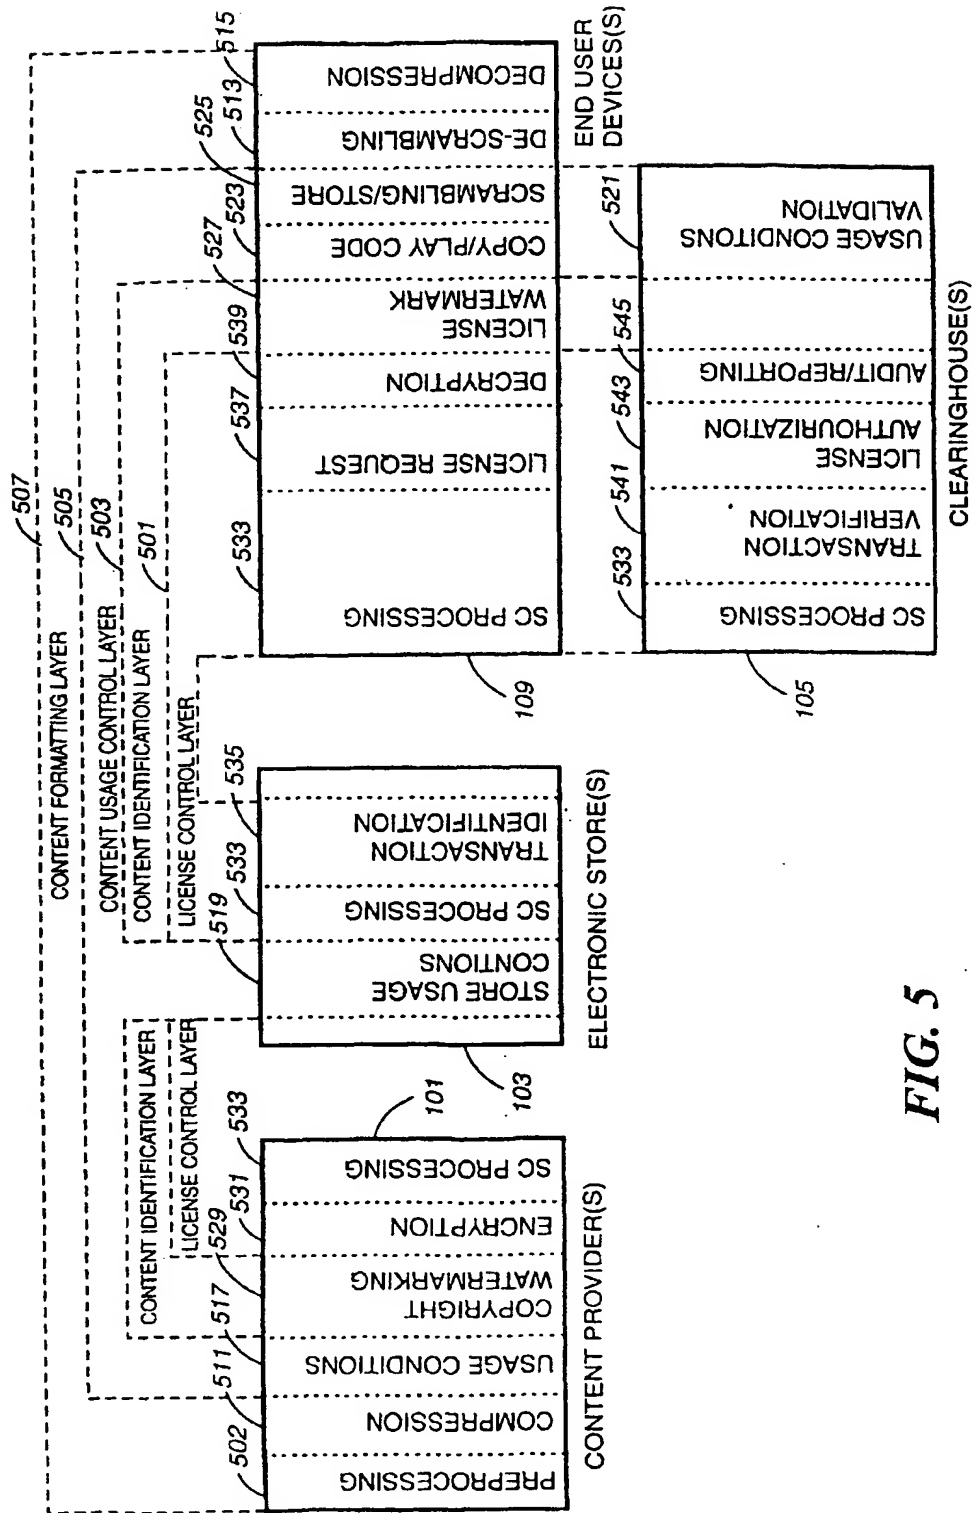 507
CONTENT FORMATTING LAYER
505
CONTENT USAGE CONTROL LAYER
503
CONTENT IDENTIFICATION LAYER
501
LICENSE CONTROL LAYER
CONTENT IDENTIFICATION LAYER
LICENSE CONTROL LAYER
502
511
517
529
531
533
PREPROCESSING
COMPRESSION
USAGE CONDITIONS
COPYRIGHT
WATERMARKING
ENCRYPTION
SC PROCESSING
101
CONTENT PROVIDER(S)
519
533
535
STORE USAGE
CONTIONS
SC PROCESSING
TRANSACTION
IDENTIFICATION
103
ELECTRONIC STORE(S)
533
537
539
527
523
525
513
515
SC PROCESSING
LICENSE REQUEST
DECRYPTION
LICENSE
WATERMARK
COPY/PLAY CODE
SCRAMBLING/STORE
DE-SCRAMBLING
DECOMPRESSION
109
END USER
DEVICES(S)
533
541
543
545
521
SC PROCESSING
TRANSACTION
VERIFICATION
LICENSE
AUTHOURIZATION
AUDIT/REPORTING
USAGE CONDITONS
VALIDATION
105
CLEARINGHOUSE(S)
FIG. 5